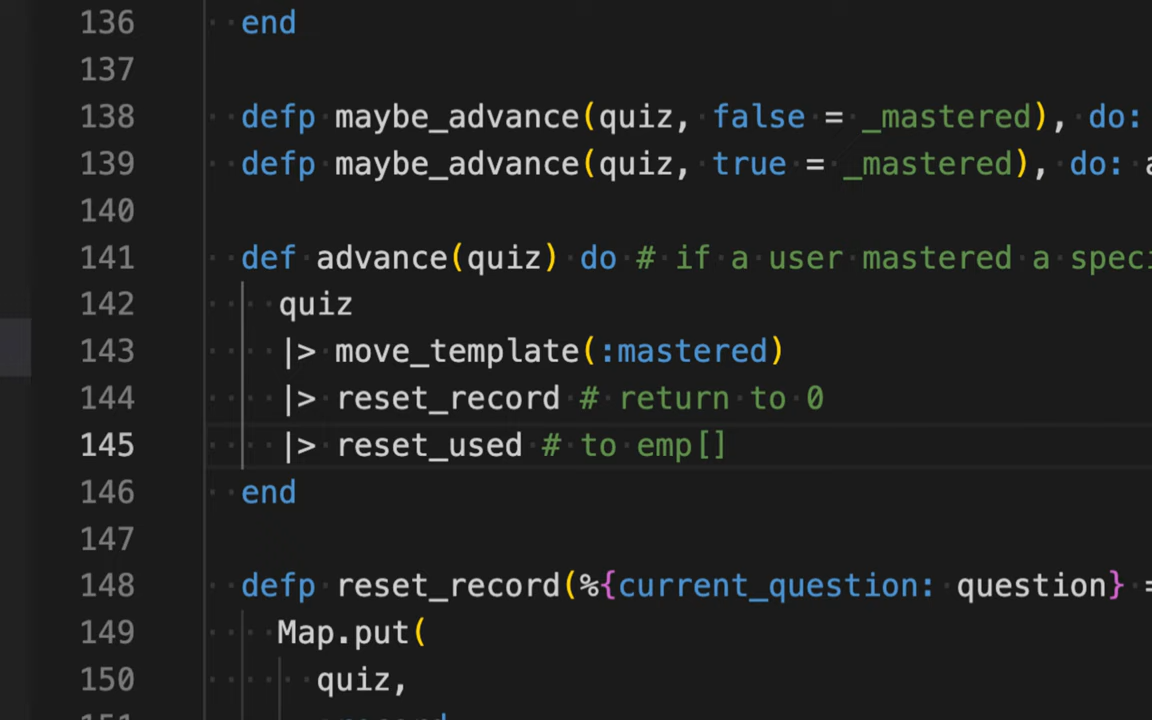 136 end
137
138 defp maybe_advance(quiz, false = _mastered), do:
139 defp maybe_advance(quiz, true = _mastered), do:
140
141 def advance(quiz) do # if a user mastered a
142 quiz
143 |> move_template(:mastered)
144 |> reset_record # return to 0
145 |> reset_used # to emp[]
146 end
147
148 defp reset_record(%{current_question: question} =
149 Map.put(
150 quiz,